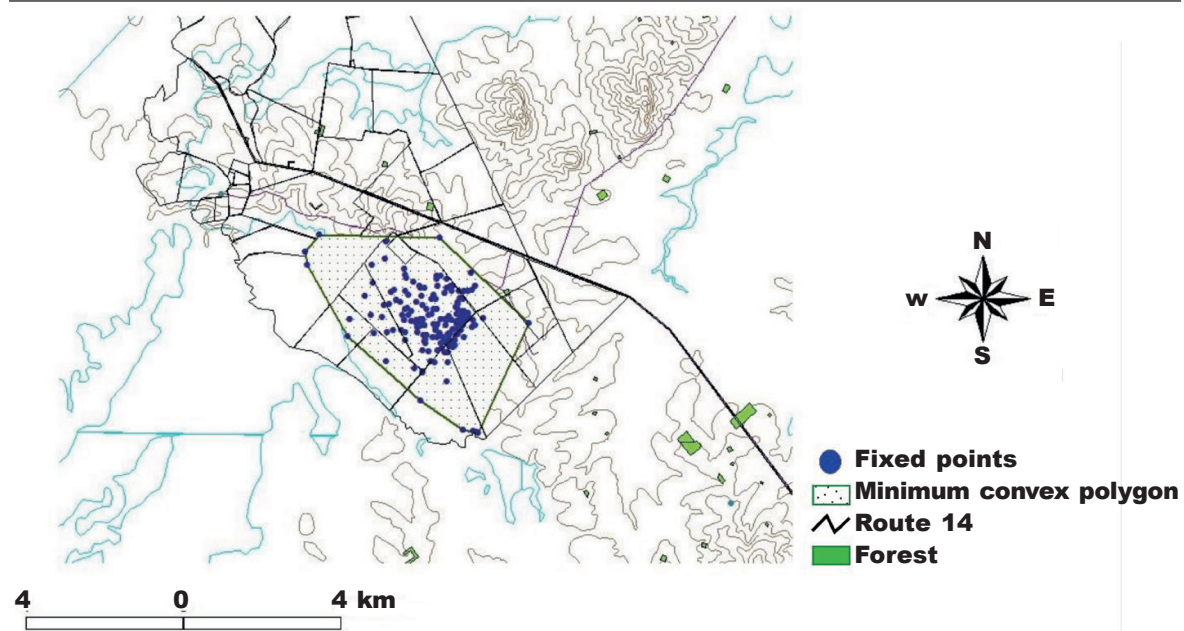 N
w E
S
Fixed points
Minimum convex polygon
Route 14
Forest
4 0 4 km